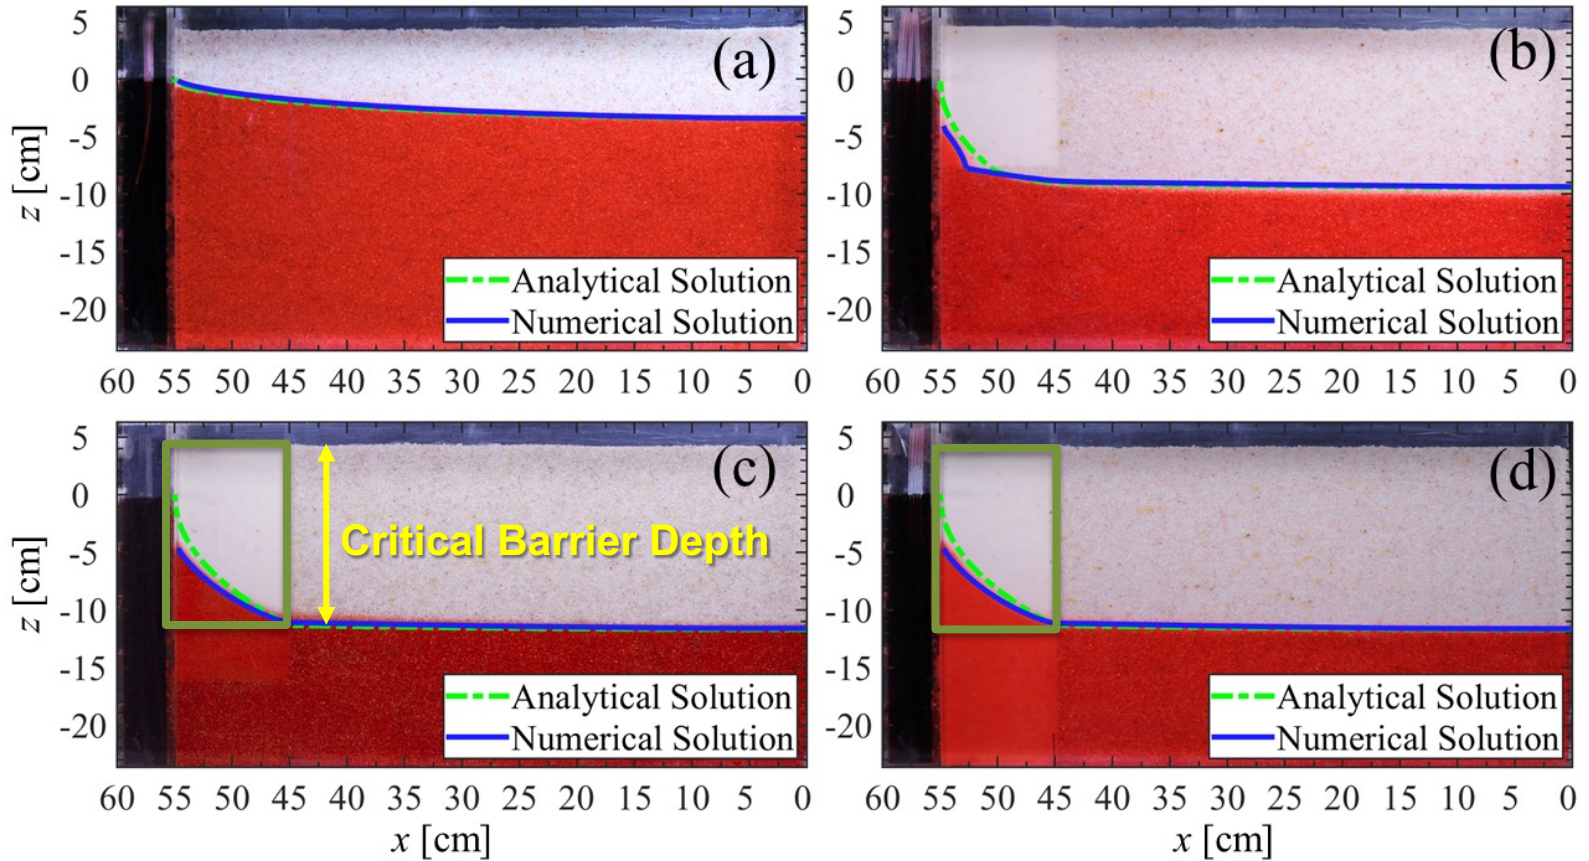 (a)
5
0
-5
-10
-15
-20
z [cm]
Analytical Solution
Numerical Solution
60 55 50 45 40 35 30 25 20 15 10 5 0
(b)
5
0
-5
-10
-15
-20
Analytical Solution
Numerical Solution
60 55 50 45 40 35 30 25 20 15 10 5 0
(c)
5
0
-5
-10
-15
-20
z [cm]
Critical Barrier Depth
Analytical Solution
Numerical Solution
60 55 50 45 40 35 30 25 20 15 10 5 0
x [cm]
(d)
5
0
-5
-10
-15
-20
Analytical Solution
Numerical Solution
60 55 50 45 40 35 30 25 20 15 10 5 0
x [cm]